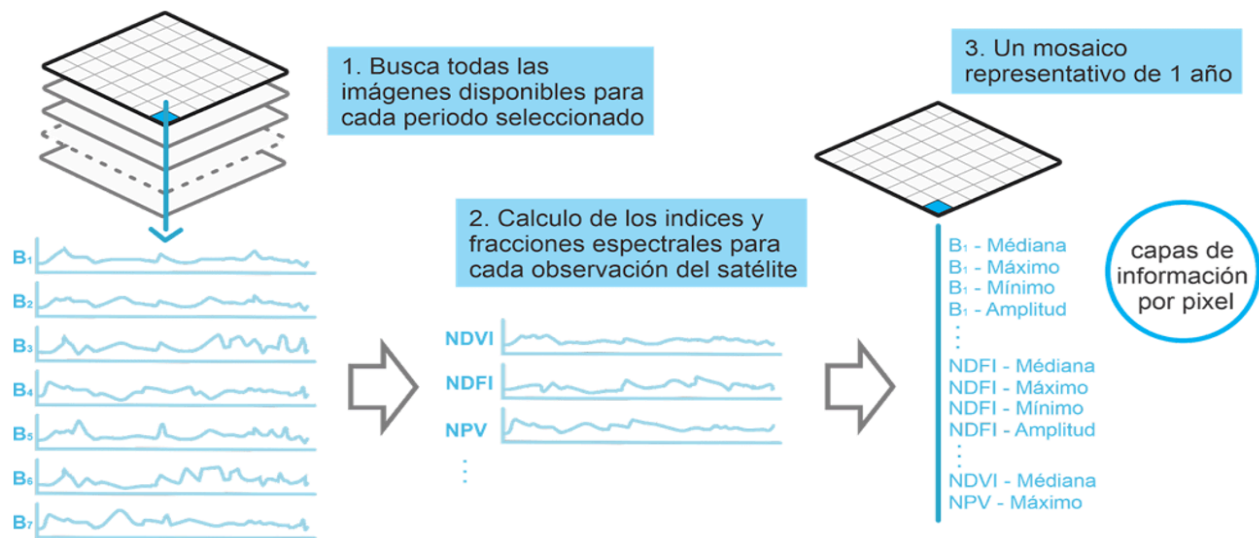 1. Busca todas las
imágenes disponibles para
cada periodo seleccionado
B₁
B₂
B₃
B₄
B₅
B₆
B₇
2. Calculo de los indices y
fracciones espectrales para
cada observación del satélite
NDVI
NDFI
NPV
3. Un mosaico
representativo de 1 año
B₁ - Médiana
B₁ - Máximo
B₁ - Mínimo
B₁ - Amplitud
NDFI - Médiana
NDFI - Máximo
NDFI - Mínimo
NDFI - Amplitud
NDVI - Médiana
NPV - Máximo
capas de
información
por pixel